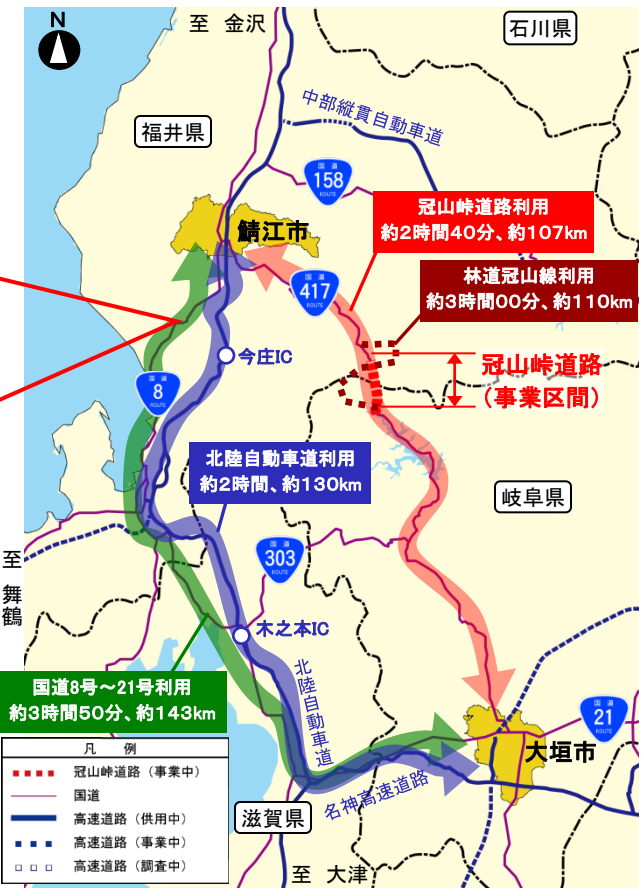 N
至 金沢
石川県
中部縦貫自動車道
福井県
国道
158
ROUTE
冠山峠道路利用
約2時間40分、約107km
鯖江市
国道
417
ROUTE
林道冠山線利用
約3時間00分、約110km
今庄IC
冠山峠道路
(事業区間)
国道
8
ROUTE
北陸自動車道利用
約2時間、約130km
岐阜県
国道
303
ROUTE
至 舞鶴
木之本IC
北陸自動車道
国道8号～21号利用
約3時間50分、約143km
国道
21
ROUTE
大垣市
名神高速道路
滋賀県
至 大津
凡 例
冠山峠道路（事業中）
国道
高速道路（供用中）
高速道路（事業中）
高速道路（調査中）